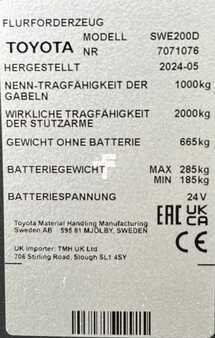 FLURFÖRDERZEUG
TOYOTA MODELL SWE200D
NR 7071076
HERGESTELLT 2024-05
NENN-TRAGFÄHIGKEIT DER GABELN 1000kg
WIRKLICHE TRAGFÄHIGKEIT DER STÜTZARME 2000kg
GEWICHT OHNE BATTERIE 665kg
BATTERIEGEWICHT MAX 285kg
MIN 185kg
BATTERIESPANNUNG 24V
Toyota Material Handling Manufacturing
Sweden AB 595 81 MJÖLBY, SWEDEN
EAC UK CA
UK Importer: TMH UK Ltd
706 Stirling Road, Slough SL1 4SY
CE